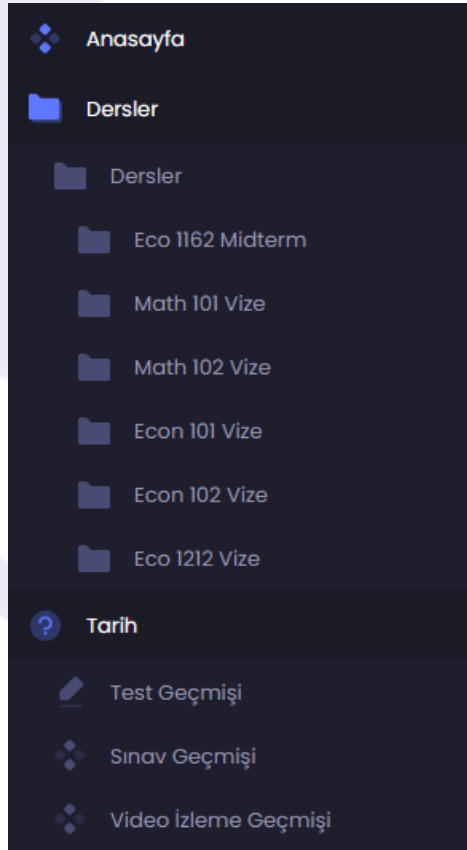 Anasayfa
Dersler
Dersler
Eco 1162 Midterm
Math 101 Vize
Math 102 Vize
Econ 101 Vize
Econ 102 Vize
Eco 1212 Vize
? Tarih
Test Geçmişi
Sınav Geçmişi
Video İzleme Geçmişi